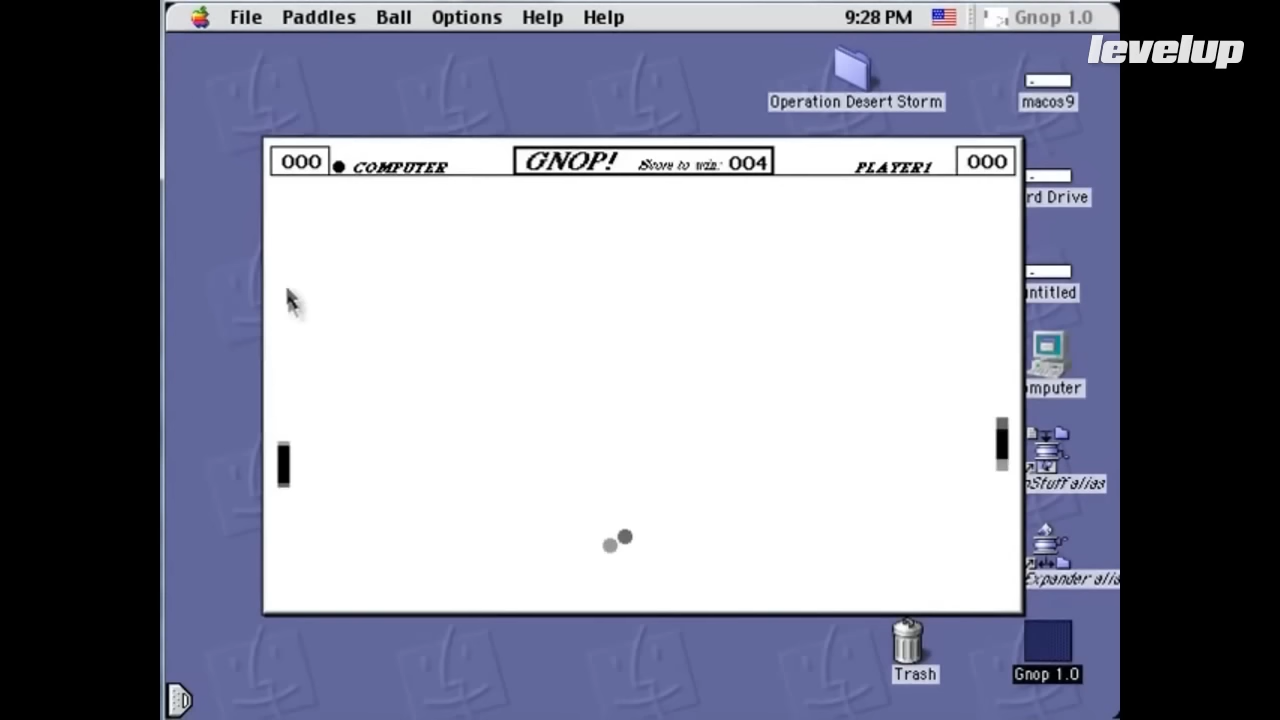 File Paddles Ball Options Help Help 9:28 PM Gnop 1.0
levelup
Operation Desert Storm
macos9
000 COMPUTER GNOP! Score to win: 004 PLAYER1 000
rd Drive
untitled
mputer
nStuff alias
Expander alia
Trash
Gnop 1.0